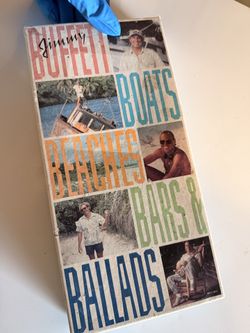 Jimmy
BUFFETT
BOATS
BEACHES
BARS &
BALLADS